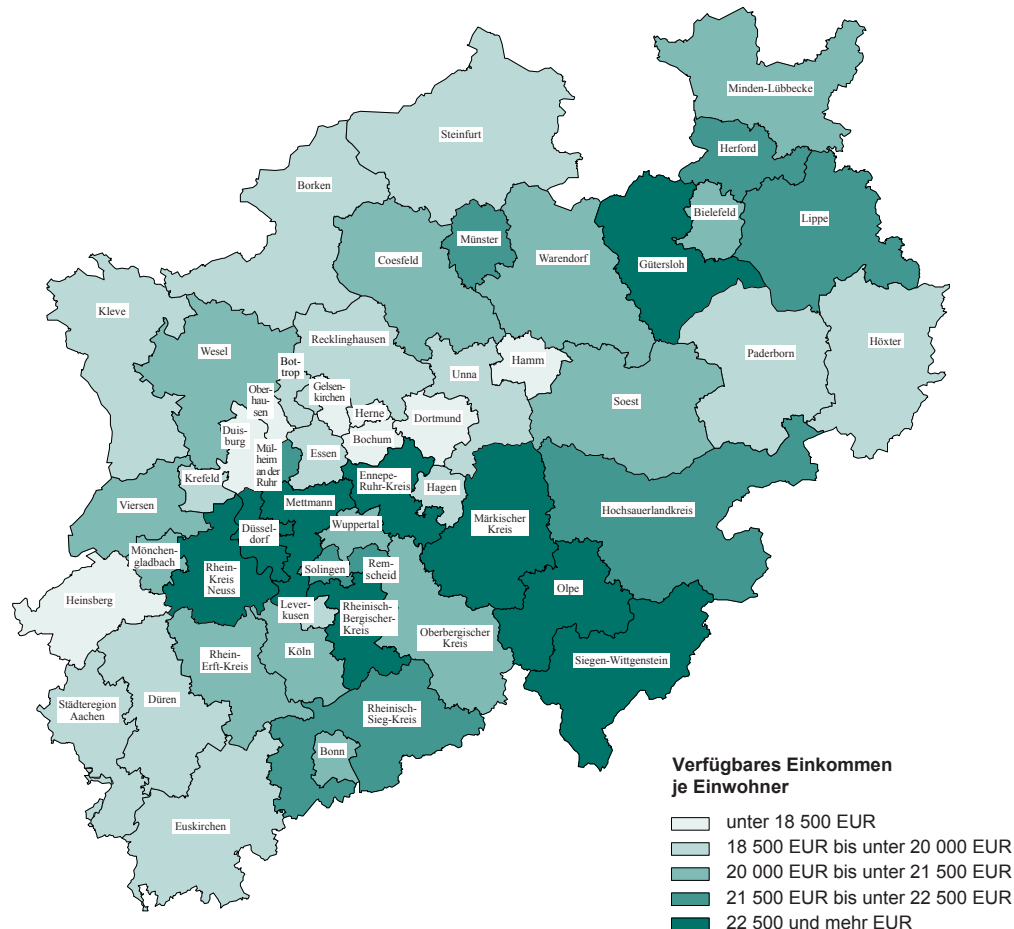 Minden-Lübbecke
Steinfurt
Herford
Borken
Bielefeld
Lippe
Münster
Coesfeld
Warendorf
Gütersloh
Kleve
Recklinghausen
Höxter
Wesel
Paderborn
Bot-
trop
Unna
Hamm
Gelsen-
kirchen
Ober-
hau-
sen
Soest
Herne
Dortmund
Duis-
burg
Bochum
Essen
Mül-
heim
an der
Ruhr
Krefeld
Ennepe-
Ruhr-Kreis
Hagen
Viersen
Mettmann
Hochsauerlandkreis
Märkischer
Kreis
Wuppertal
Düssel-
dorf
Mönchen-
gladbach
Rhein-
Kreis
Neuss
Solingen
Rem-
scheid
Olpe
Heinsberg
Lever-
kusen
Rheinisch-
Bergischer-
Kreis
Oberbergischer
Kreis
Rhein-
Erft-Kreis
Köln
Siegen-Wittgenstein
Düren
Städteregion
Aachen
Rheinisch-
Sieg-Kreis
Bonn
Euskirchen
Verfügbares Einkommen
je Einwohner
unter 18 500 EUR
18 500 EUR bis unter 20 000 EUR
20 000 EUR bis unter 21 500 EUR
21 500 EUR bis unter 22 500 EUR
22 500 und mehr EUR